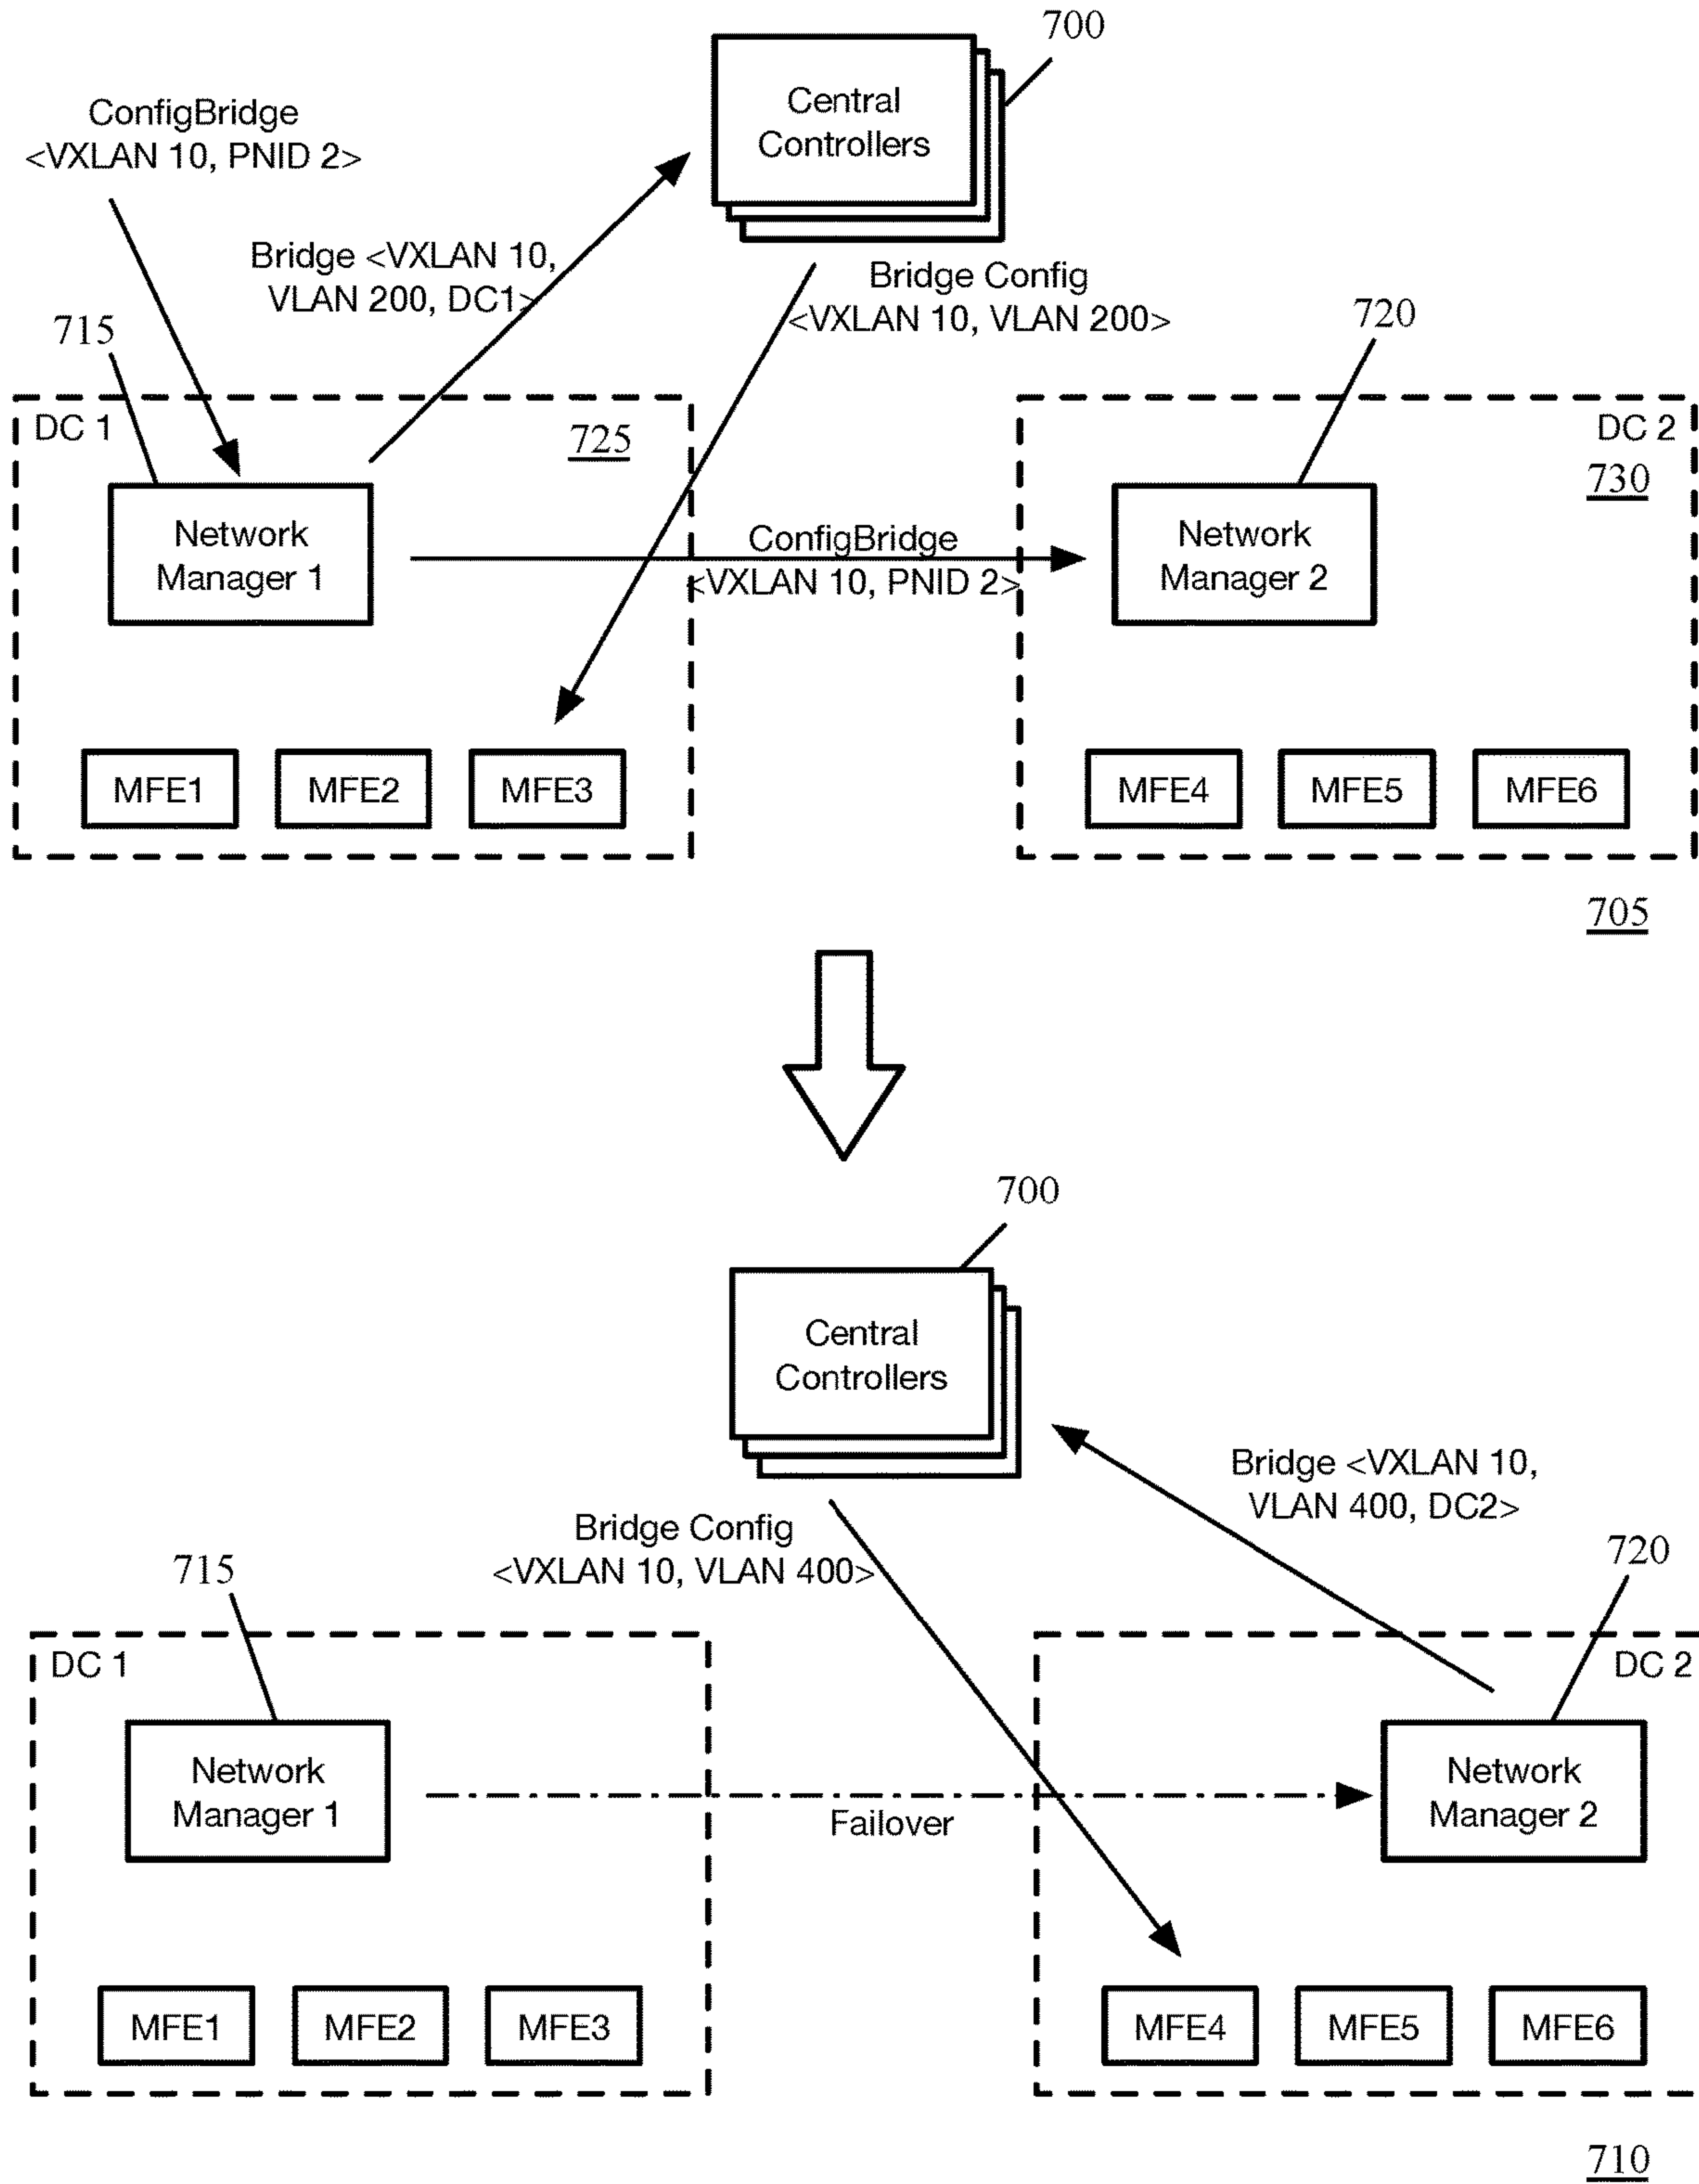 700
Central
Controllers
ConfigBridge
<VXLAN 10, PNID 2>
Bridge <VXLAN 10,
VLAN 200, DC1>
Bridge Config
<VXLAN 10, VLAN 200>
715
720
DC 1
725
DC 2
730
Network
Manager 1
ConfigBridge
<VXLAN 10, PNID 2>
Network
Manager 2
MFE1
MFE2
MFE3
MFE4
MFE5
MFE6
705
700
Central
Controllers
Bridge <VXLAN 10,
VLAN 400, DC2>
Bridge Config
<VXLAN 10, VLAN 400>
715
720
DC 1
DC 2
Network
Manager 1
Failover
Network
Manager 2
MFE1
MFE2
MFE3
MFE4
MFE5
MFE6
710